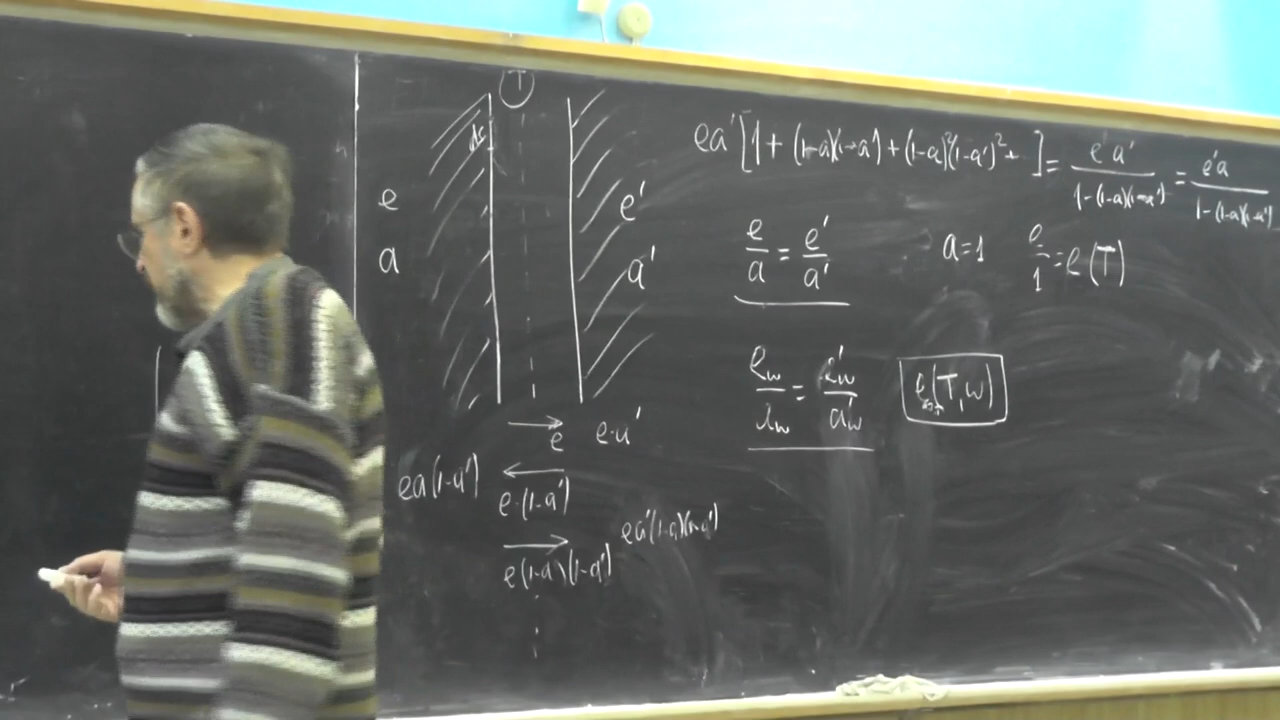 T
ds
e
a
e'
a'
e e·a'
ea(1-a')
e·(1-a')
ea'(1-a)(1-a')
e(1-a)(1-a')
ea'[1 + (1-a)(1-a') + (1-a)²(1-a')² + ] = e'a' / 1-(1-a)(1-a') = e'a / 1-(1-a)(1-a')
e/a = e'/a'
a=1 e/1 = e(T)
e_ω/a_ω = e'_ω/a'_ω
(T,ω)